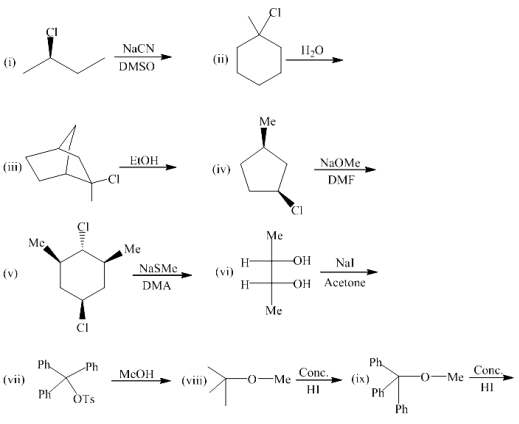 Cl
(i) NaCN DMSO
Cl
(ii) H₂O
(iii) Cl EtOH
Me
(iv) NaOMe DMF
Cl
Cl
Me Me
(v) NaSMe DMA
Cl
Me
(vi) H OH NaI
H OH Acetone
Me
(vii) Ph Ph MeOH
Ph OTs
(viii) O Me Conc. HI
(ix) Ph O Me Conc.
Ph HI
Ph